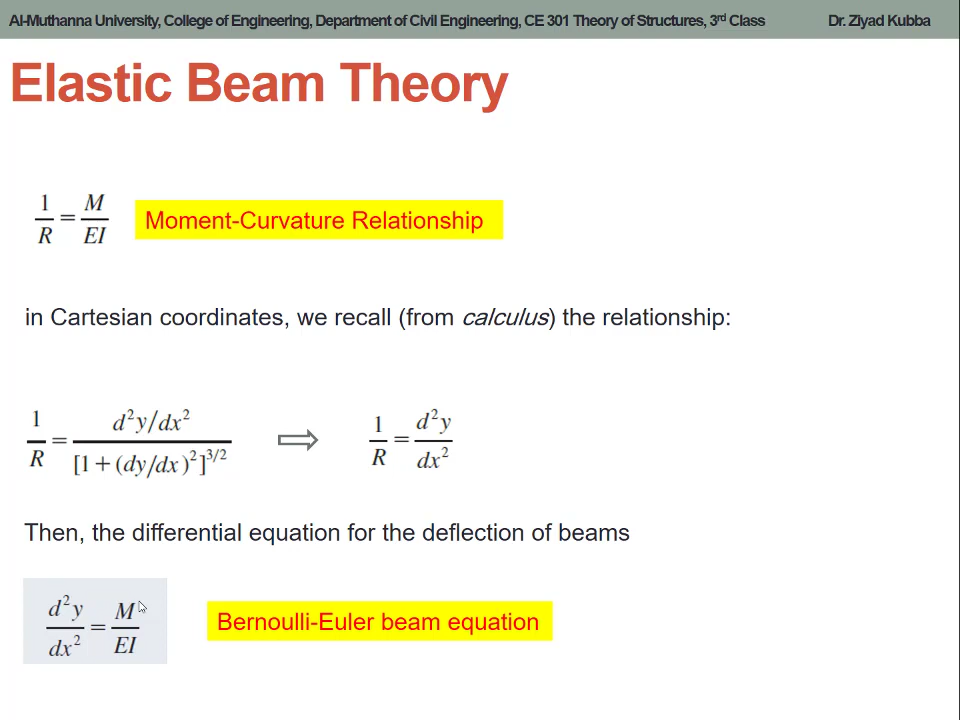 Al-Muthanna University, College of Engineering, Department of Civil Engineering, CE 301 Theory of Structures, 3rd Class Dr. Ziyad Kubba
Elastic Beam Theory
1/R = M/EI Moment-Curvature Relationship
in Cartesian coordinates, we recall (from calculus) the relationship:
1/R = d²y/dx² / [1 + (dy/dx)²]^3/2 ⇨ 1/R = d²y/dx²
Then, the differential equation for the deflection of beams
d²y/dx² = M/EI Bernoulli-Euler beam equation